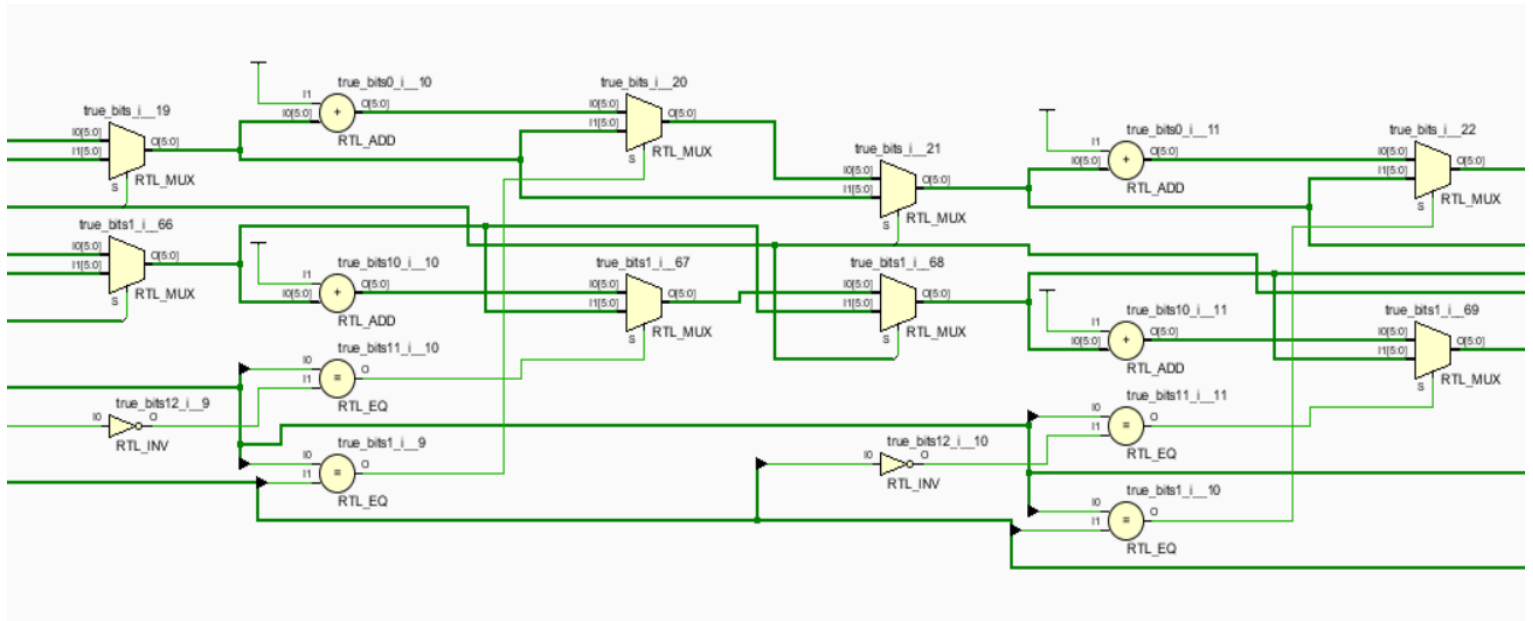 true_bits_i__19
I0[5:0]
I1[5:0]
O[5:0]
S
RTL_MUX
true_bits0_i__10
I1
I0[5:0]
O[5:0]
RTL_ADD
true_bits_i__20
I0[5:0]
I1[5:0]
O[5:0]
S
RTL_MUX
true_bits_i__21
I0[5:0]
I1[5:0]
O[5:0]
S
RTL_MUX
true_bits0_i__11
I1
I0[5:0]
O[5:0]
RTL_ADD
true_bits_i__22
I0[5:0]
I1[5:0]
O[5:0]
S
RTL_MUX
true_bits1_i__66
I0[5:0]
I1[5:0]
O[5:0]
S
RTL_MUX
true_bits10_i__10
I1
I0[5:0]
O[5:0]
RTL_ADD
true_bits1_i__67
I0[5:0]
I1[5:0]
O[5:0]
S
RTL_MUX
true_bits1_i__68
I0[5:0]
I1[5:0]
O[5:0]
S
RTL_MUX
true_bits10_i__11
I1
I0[5:0]
O[5:0]
RTL_ADD
true_bits1_i__69
I0[5:0]
I1[5:0]
O[5:0]
S
RTL_MUX
true_bits11_i__10
I0
I1
O
RTL_EQ
true_bits12_i__9
I0
O
RTL_INV
true_bits1_i__9
I0
I1
O
RTL_EQ
true_bits12_i__10
I0
O
RTL_INV
true_bits11_i__11
I0
I1
O
RTL_EQ
true_bits1_i__10
I0
I1
O
RTL_EQ